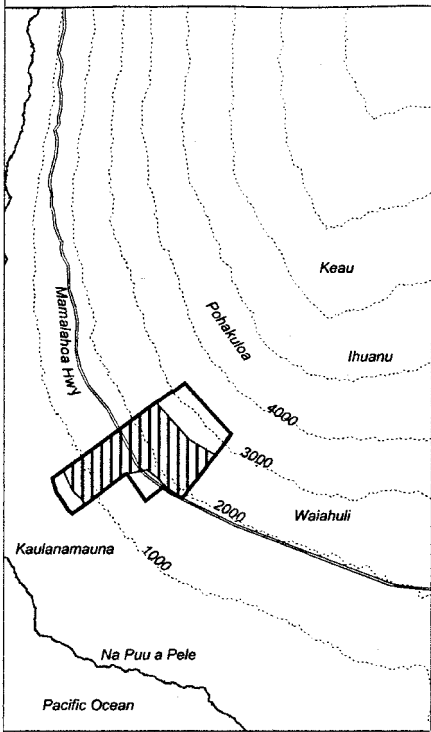 Keau
Mamalahoa Hwy
Pohakuloa
Ihuanu
4000
3000
2000
Waiahuli
Kaulanamauna
1000
Na Puu a Pele
Pacific Ocean